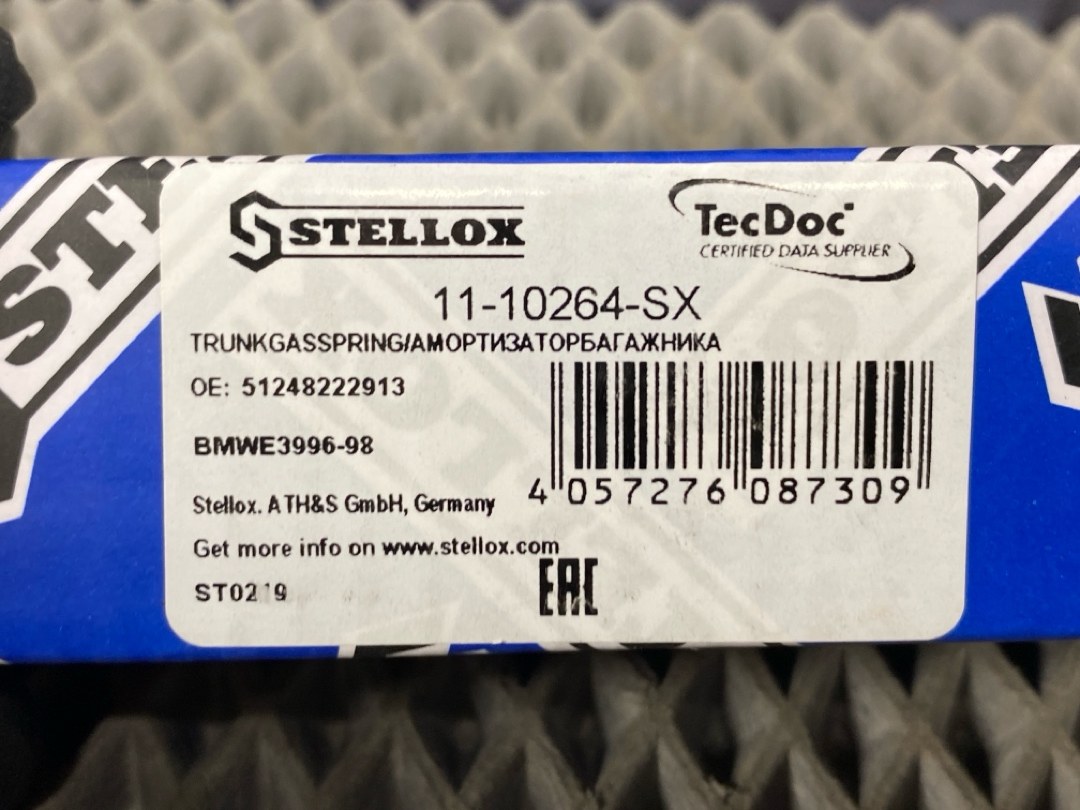 STELLOX
TecDoc
CERTIFIED DATA SUPPLIER
11-10264-SX
TRUNKGASSPRING/АМОРТИЗАТОРБАГАЖНИКА
OE: 51248222913
BMWE3996-98
4 057276 087309
Stellox. ATH&S GmbH, Germany
Get more info on www.stellox.com
EAC